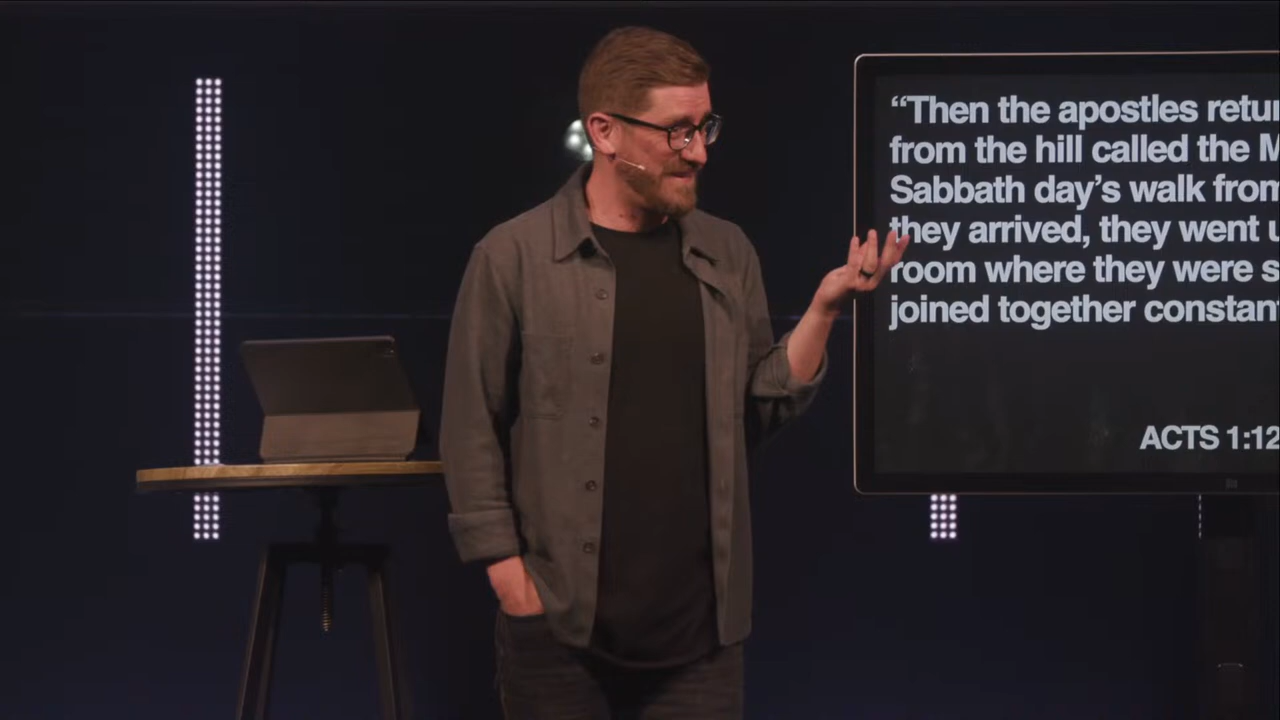 “Then the apostles retur
from the hill called the M
Sabbath day’s walk from
they arrived, they went u
room where they were s
joined together constan
ACTS 1:12